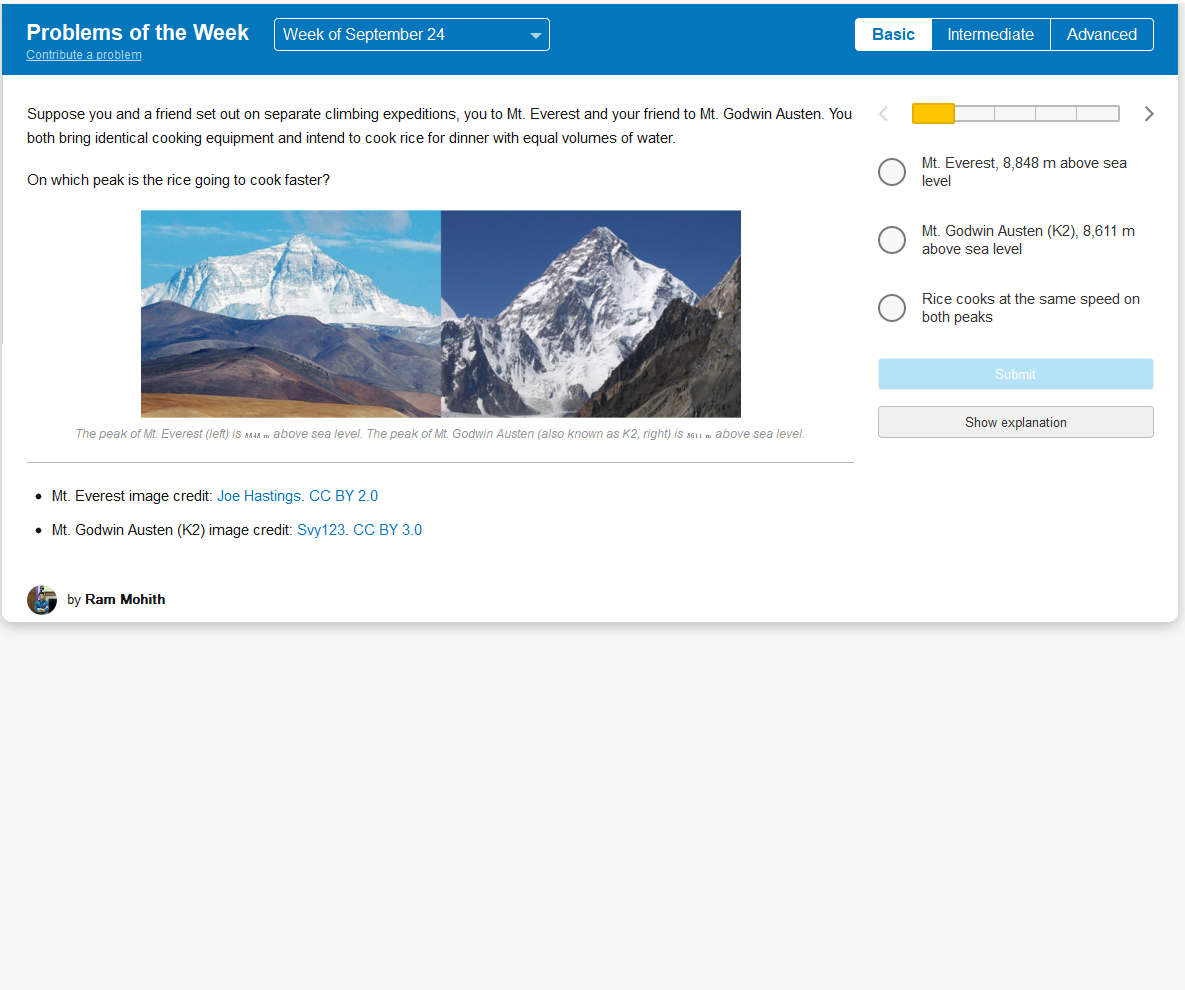 Problems of the Week
Week of September 24
Basic
Intermediate
Advanced
Contribute a problem
Suppose you and a friend set out on separate climbing expeditions, you to Mt. Everest and your friend to Mt. Godwin Austen. You
both bring identical cooking equipment and intend to cook rice for dinner with equal volumes of water.
On which peak is the rice going to cook faster?
The peak of Mt. Everest (left) is 8848 m above sea level. The peak of Mt. Godwin Austen (also known as K2, right) is 8611 m above sea level.
Mt. Everest image credit: Joe Hastings. CC BY 2.0
Mt. Godwin Austen (K2) image credit: Svy123. CC BY 3.0
by Ram Mohith
Mt. Everest, 8,848 m above sea
level
Mt. Godwin Austen (K2), 8,611 m
above sea level
Rice cooks at the same speed on
both peaks
Submit
Show explanation